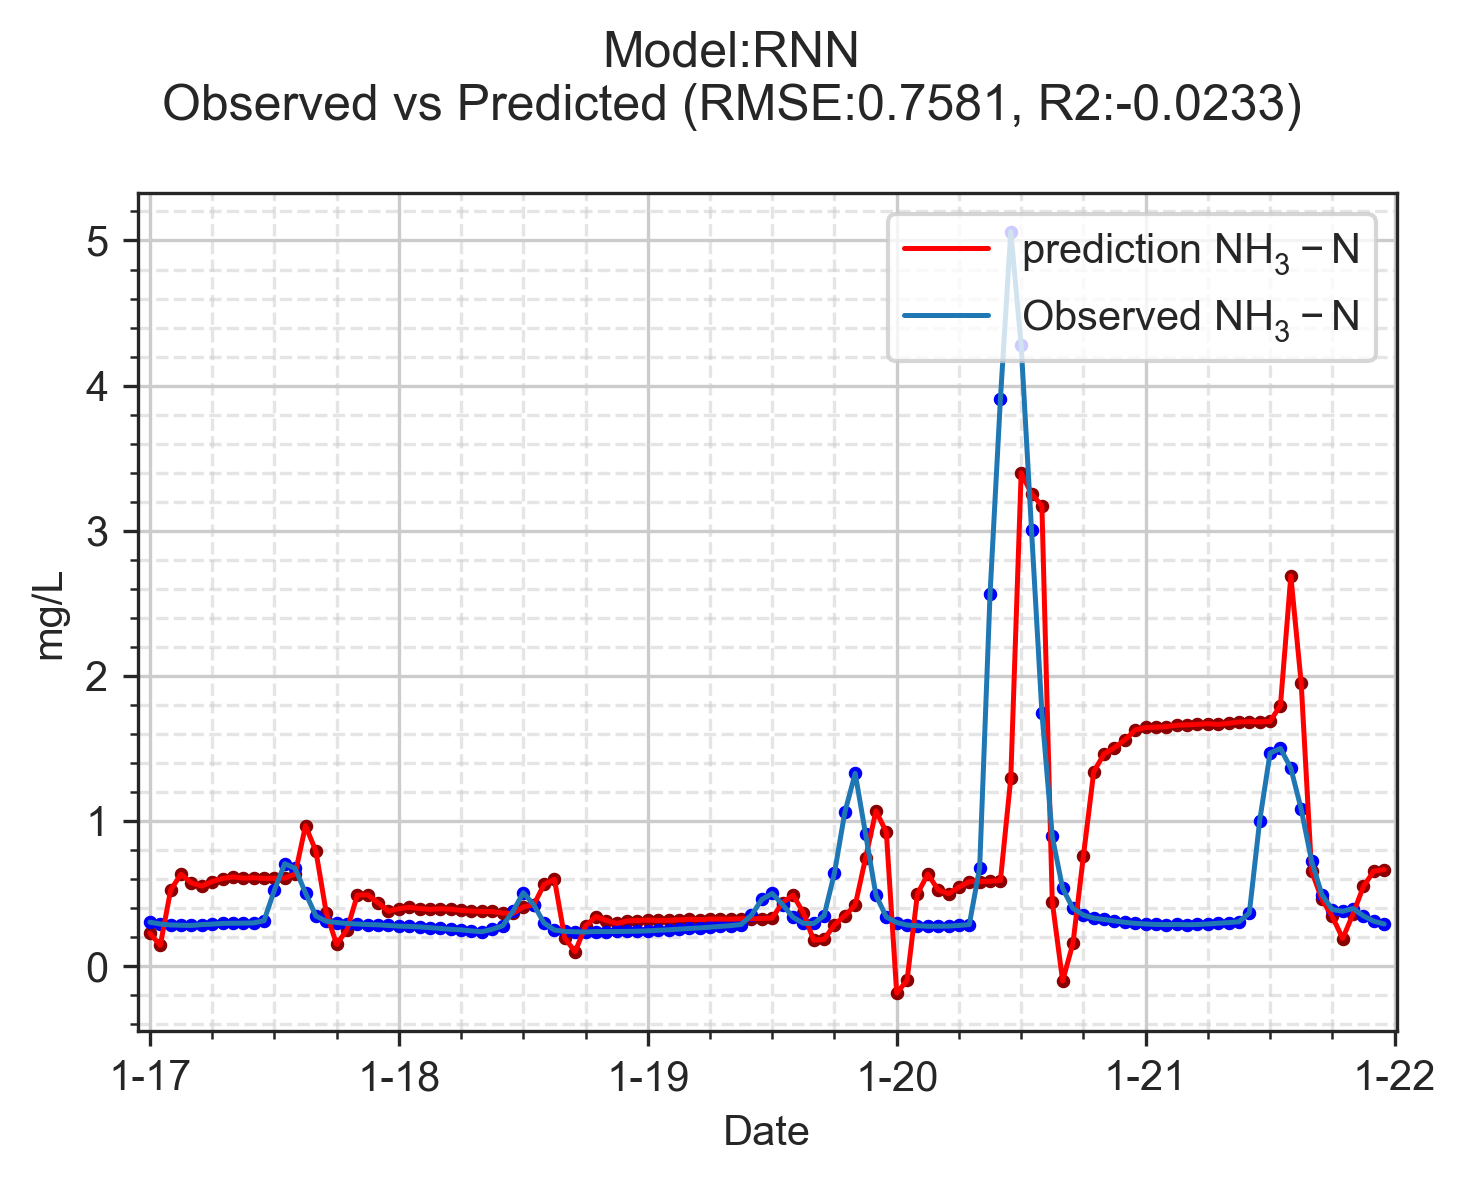 Model:RNN
Observed vs Predicted (RMSE:0.7581, R2:-0.0233)
prediction NH₃ − N
Observed NH₃ − N
5
4
3
2
1
0
mg/L
1-17 1-18 1-19 1-20 1-21 1-22
Date